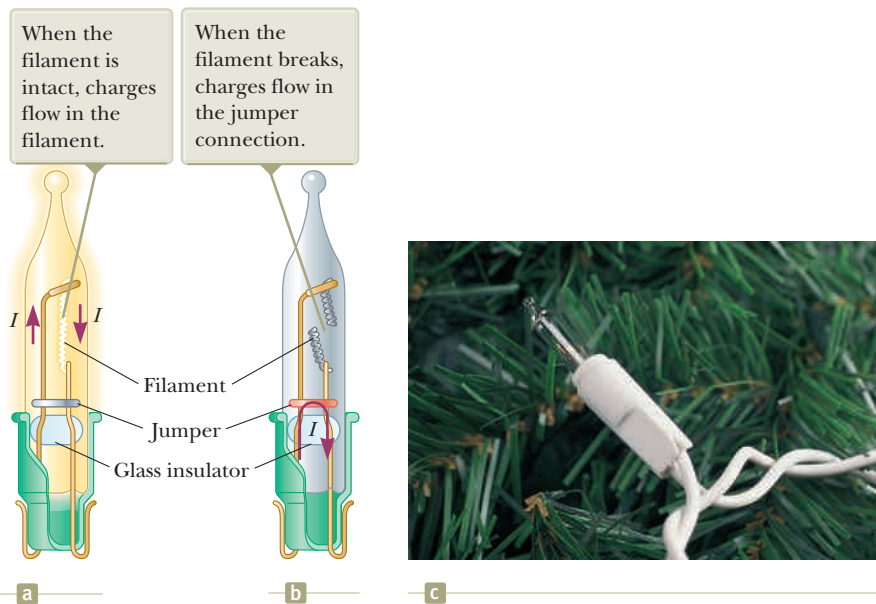 When the
filament is
intact, charges
flow in the
filament.
When the
filament breaks,
charges flow in
the jumper
connection.
I
I
Filament
Jumper
I
Glass insulator
a
b
c